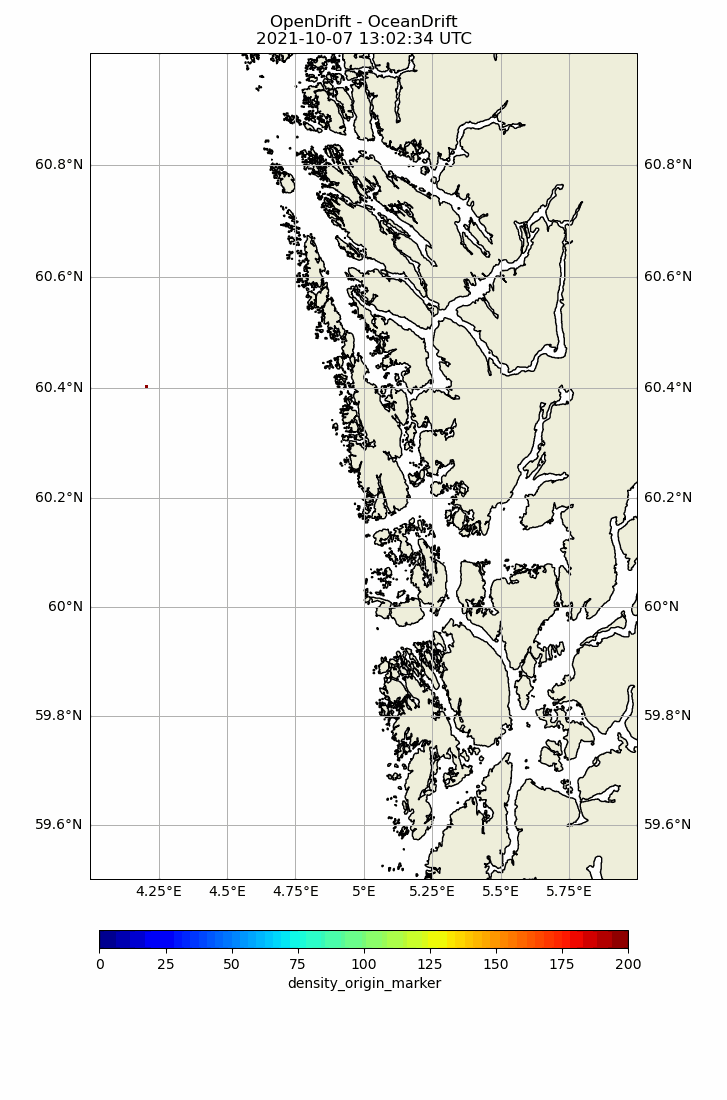 OpenDrift - OceanDrift
2021-10-07 13:02:34 UTC
60.8°N 60.8°N
60.6°N 60.6°N
60.4°N 60.4°N
60.2°N 60.2°N
60°N 60°N
59.8°N 59.8°N
59.6°N 59.6°N
4.25°E 4.5°E 4.75°E 5°E 5.25°E 5.5°E 5.75°E
0 25 50 75 100 125 150 175 200
density_origin_marker